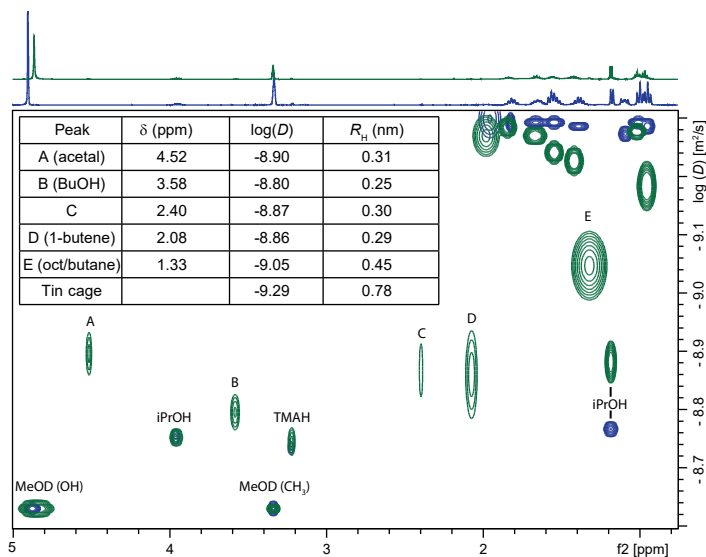 Peak δ (ppm) log(D) R_H (nm)
A (acetal) 4.52 -8.90 0.31
B (BuOH) 3.58 -8.80 0.25
C 2.40 -8.87 0.30
D (1-butene) 2.08 -8.86 0.29
E (oct/butane) 1.33 -9.05 0.45
Tin cage -9.29 0.78
log (D) [m²/s]
- 9.1
- 9.0
- 8.9
- 8.8
- 8.7
E
A
C
D
B
iPrOH
iPrOH
TMAH
MeOD (OH)
MeOD (CH₃)
5 4 3 2 f2 [ppm]